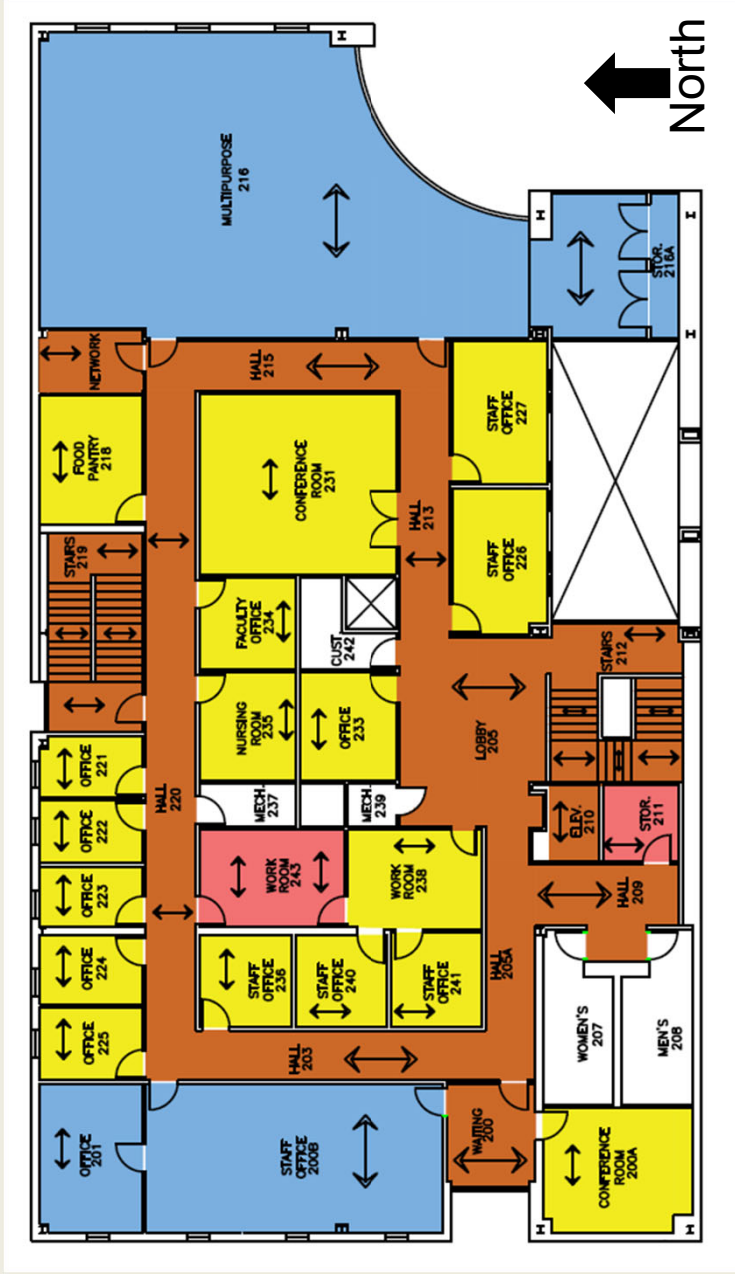 North
MULTIPURPOSE
216
STOR.
216A
NETWORK
HALL
215
FOOD
PANTRY
218
CONFERENCE
ROOM
231
HALL
213
STAFF
OFFICE
227
STAFF
OFFICE
226
STAIRS
219
FACULTY
OFFICE
234
CUST
242
STAIRS
212
NURSING
ROOM
235
OFFICE
233
LOBBY
205
OFFICE
221
HALL
220
MECH.
237
MECH.
239
ELEV.
210
STOR.
211
OFFICE
222
WORK
ROOM
243
WORK
ROOM
238
OFFICE
223
HALL
209
OFFICE
224
STAFF
OFFICE
236
STAFF
OFFICE
240
STAFF
OFFICE
241
HALL
205A
WOMEN'S
207
MEN'S
208
OFFICE
225
HALL
203
OFFICE
201
STAFF
OFFICE
200B
WAITING
200
CONFERENCE
ROOM
200A